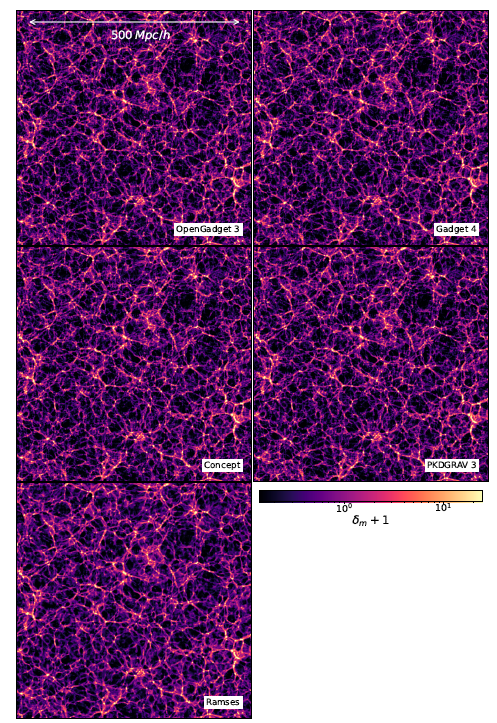 500 Mpc/h
OpenGadget 3
Gadget 4
Concept
PKDGRAV 3
10⁰ 10¹
δₘ + 1
Ramses